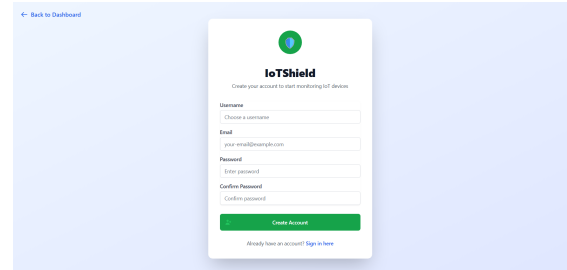 ← Back to Dashboard
IoTShield
Create your account to start monitoring IoT devices
Username
Choose a username
Email
your-email@example.com
Password
Enter password
Confirm Password
Confirm password
Create Account
Already have an account? Sign in here